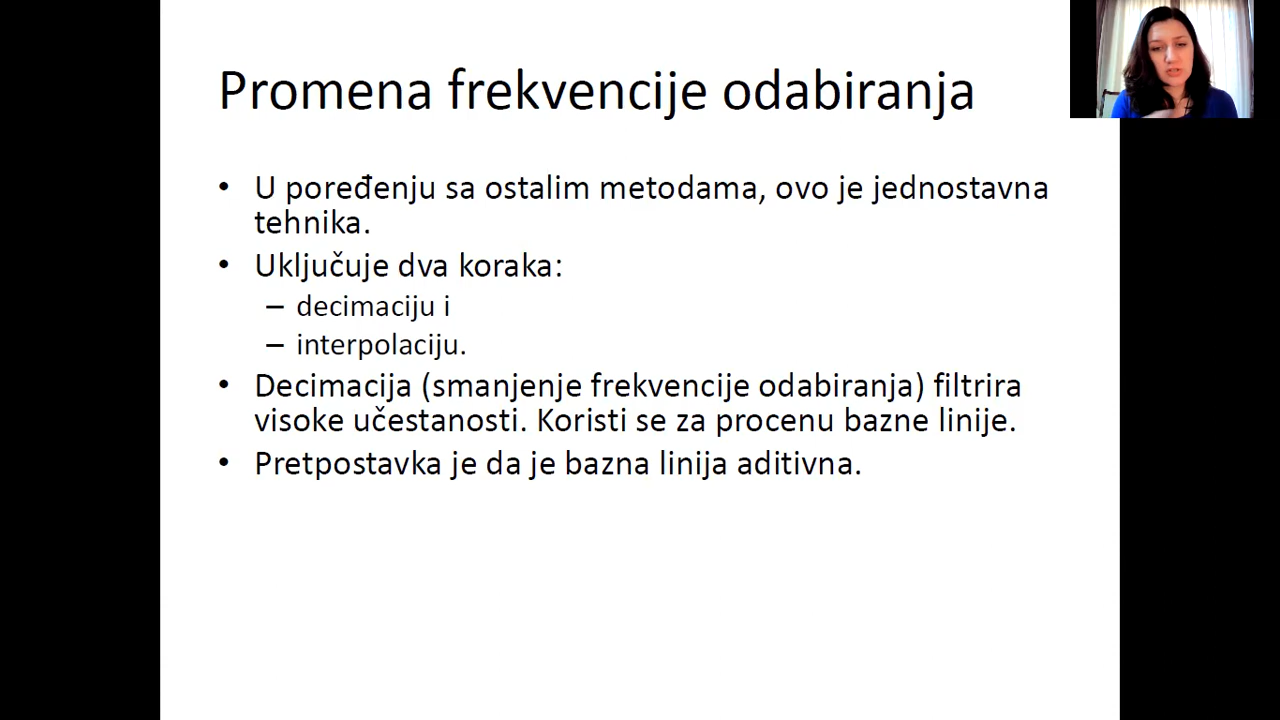 Promena frekvencije odabiranja
• U poređenju sa ostalim metodama, ovo je jednostavna
tehnika.
• Uključuje dva koraka:
– decimaciju i
– interpolaciju.
• Decimacija (smanjenje frekvencije odabiranja) filtrira
visoke učestanosti. Koristi se za procenu bazne linije.
• Pretpostavka je da je bazna linija aditivna.